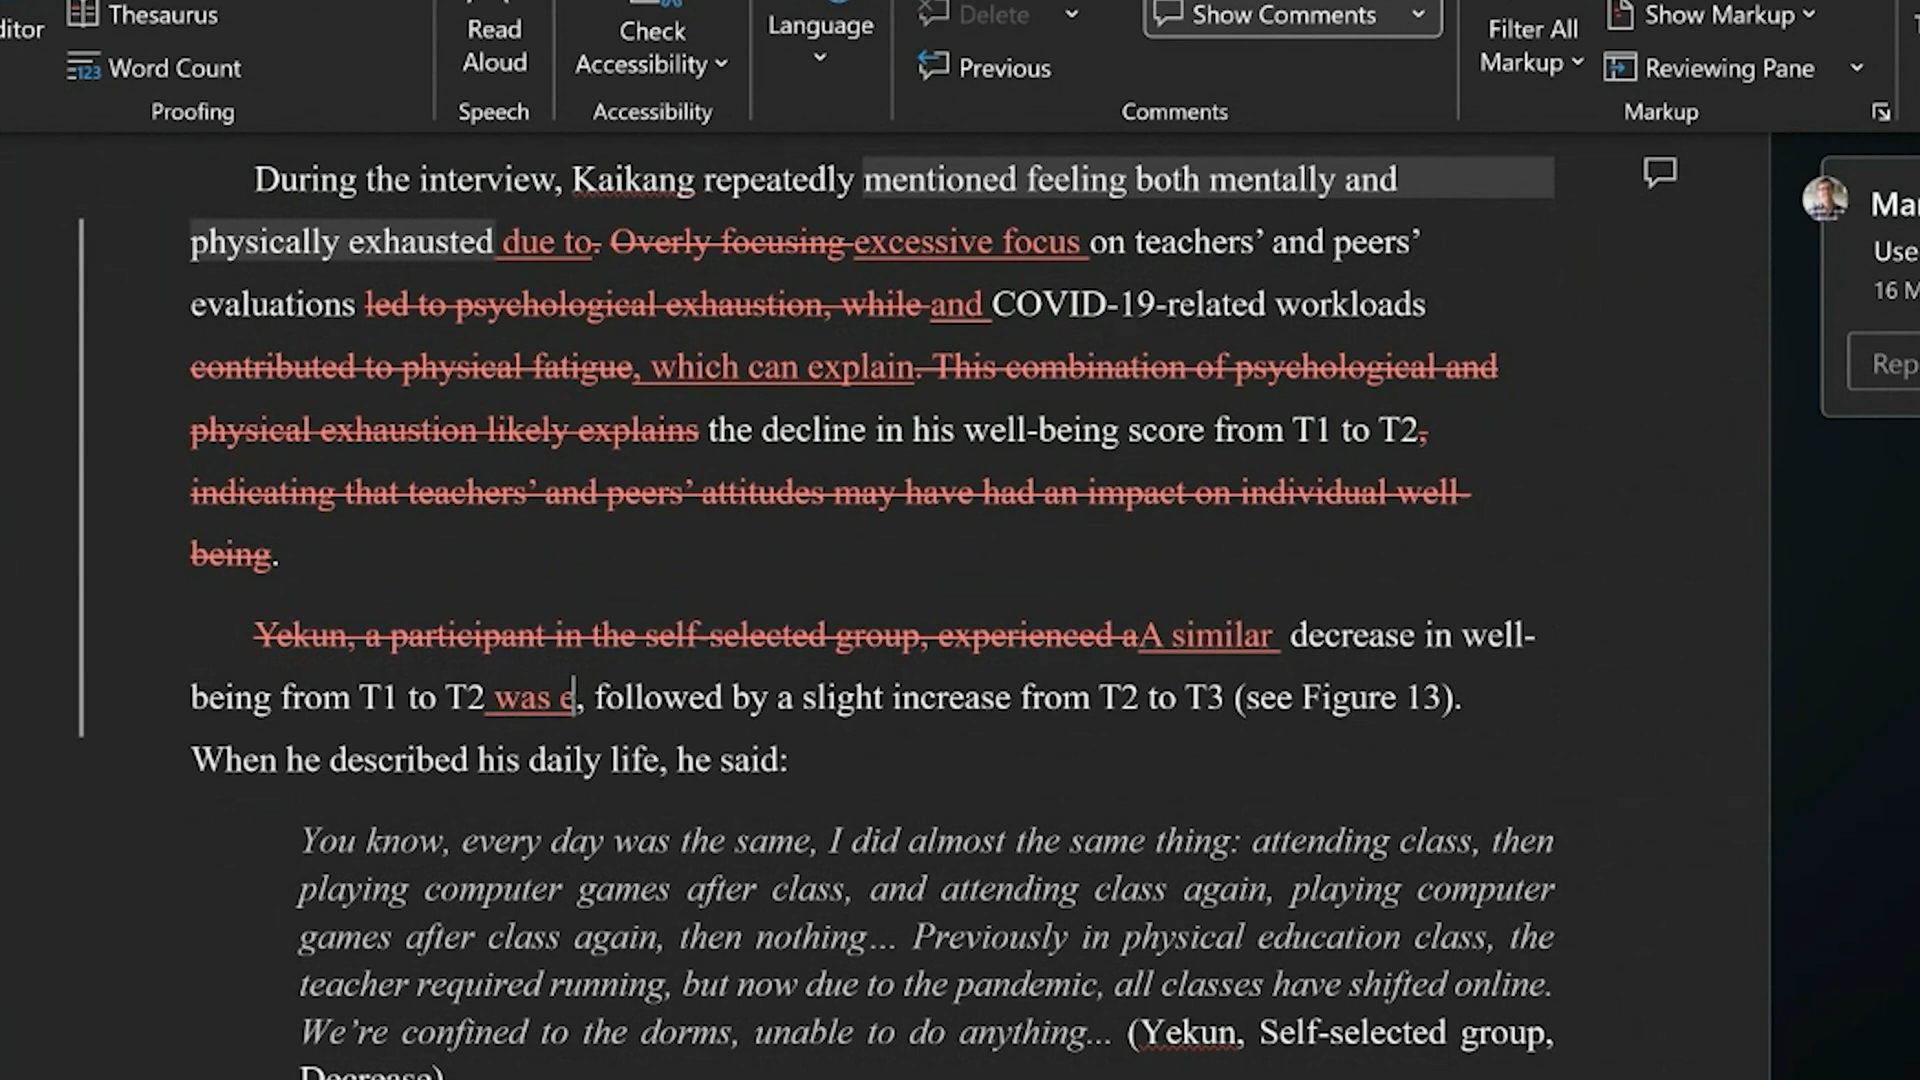 Thesaurus
Word Count
Proofing
Read
Aloud
Speech
Check
Accessibility
Accessibility
Language
Delete
Previous
Show Comments
Comments
Filter All
Markup
Show Markup
Reviewing Pane
Markup
During the interview, Kaikang repeatedly mentioned feeling both mentally and
physically exhausted due to. Overly focusing excessive focus on teachers’ and peers’
evaluations led to psychological exhaustion, while and COVID-19-related workloads
contributed to physical fatigue, which can explain. This combination of psychological and
physical exhaustion likely explains the decline in his well-being score from T1 to T2,
indicating that teachers’ and peers’ attitudes may have had an impact on individual well-
being.
Yekun, a participant in the self-selected group, experienced aA similar decrease in well-
being from T1 to T2 was e, followed by a slight increase from T2 to T3 (see Figure 13).
When he described his daily life, he said:
You know, every day was the same, I did almost the same thing: attending class, then
playing computer games after class, and attending class again, playing computer
games after class again, then nothing... Previously in physical education class, the
teacher required running, but now due to the pandemic, all classes have shifted online.
We’re confined to the dorms, unable to do anything... (Yekun, Self-selected group,
Decrease)
Mar
Use
16 M
Rep